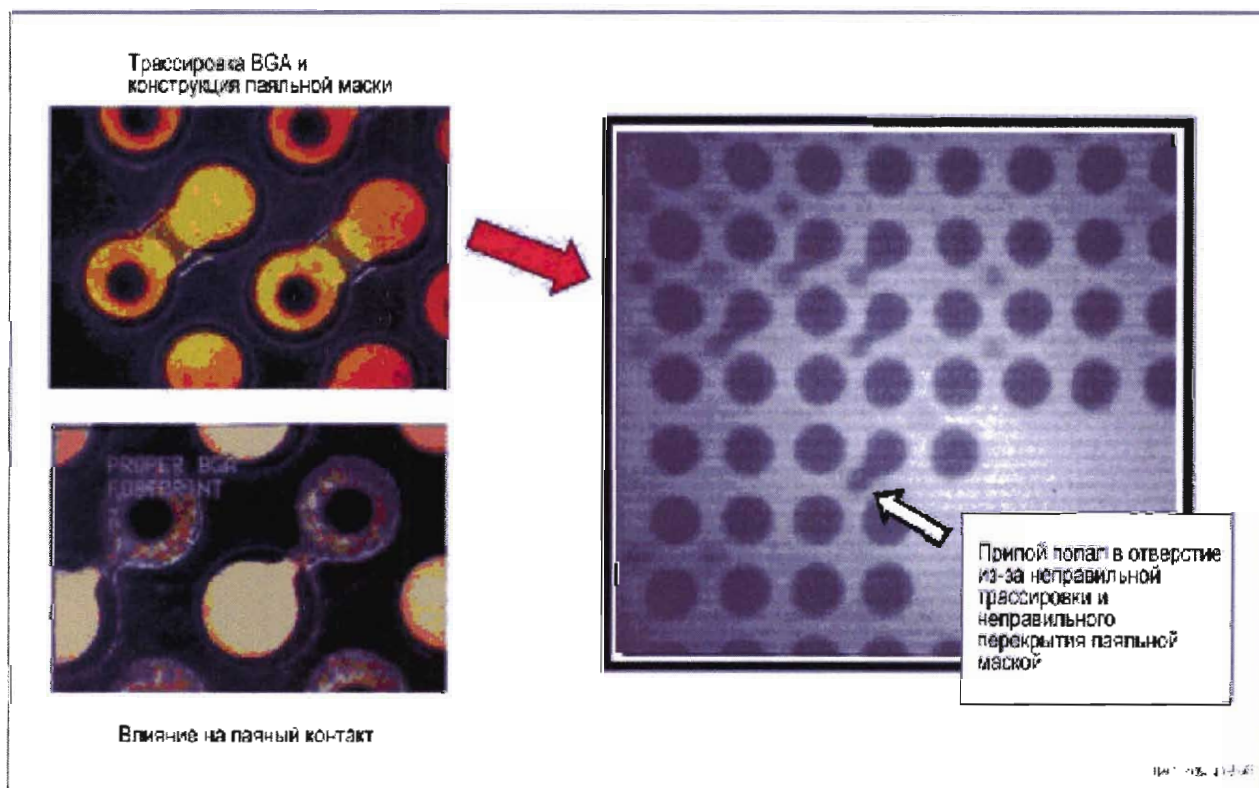 Трассировка BGA и
конструкция паяльной маски
PROPER BGA
FOOTPRINT
Припой попал в отверстие
из-за неправильной
трассировки и
неправильного
перекрытия паяльной
маской
Влияние на паяный контакт